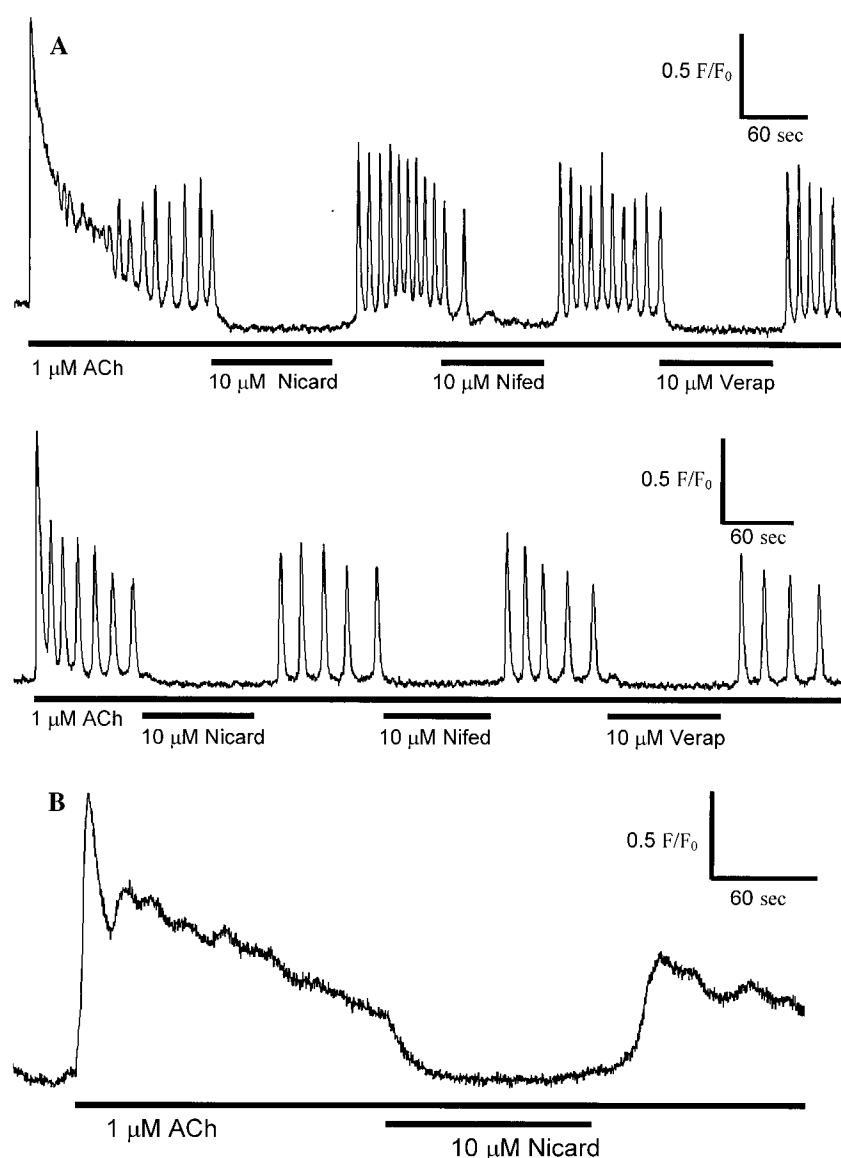 A
0.5 F/F₀
60 sec
1 μM ACh
10 μM Nicard
10 μM Nifed
10 μM Verap
0.5 F/F₀
60 sec
1 μM ACh
10 μM Nicard
10 μM Nifed
10 μM Verap
B
0.5 F/F₀
60 sec
1 μM ACh
10 μM Nicard